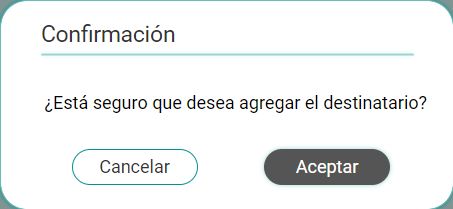 Confirmación
¿Está seguro que desea agregar el destinatario?
Cancelar
Aceptar